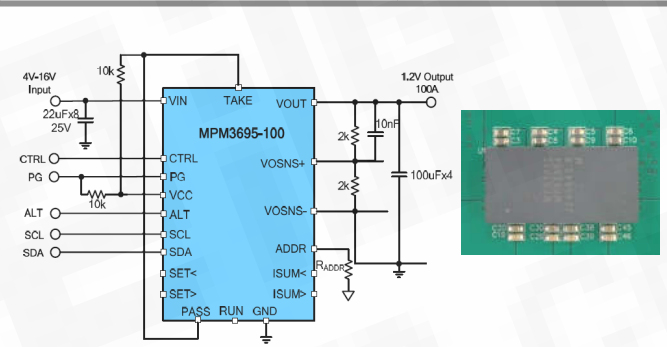 4V-16V
Input
10k
1.2V Output
100A
VIN
TAKE
VOUT
22uFx8
25V
MPM3695-100
10nF
2k
CTRL
CTRL
VOSNS+
PG
PG
10k
VCC
2k
100uFx4
ALT
ALT
VOSNS-
SCL
SCL
SDA
SDA
ADDR
RADDR
SET<
ISUM<
SET>
ISUM>
PASS
RUN
GND